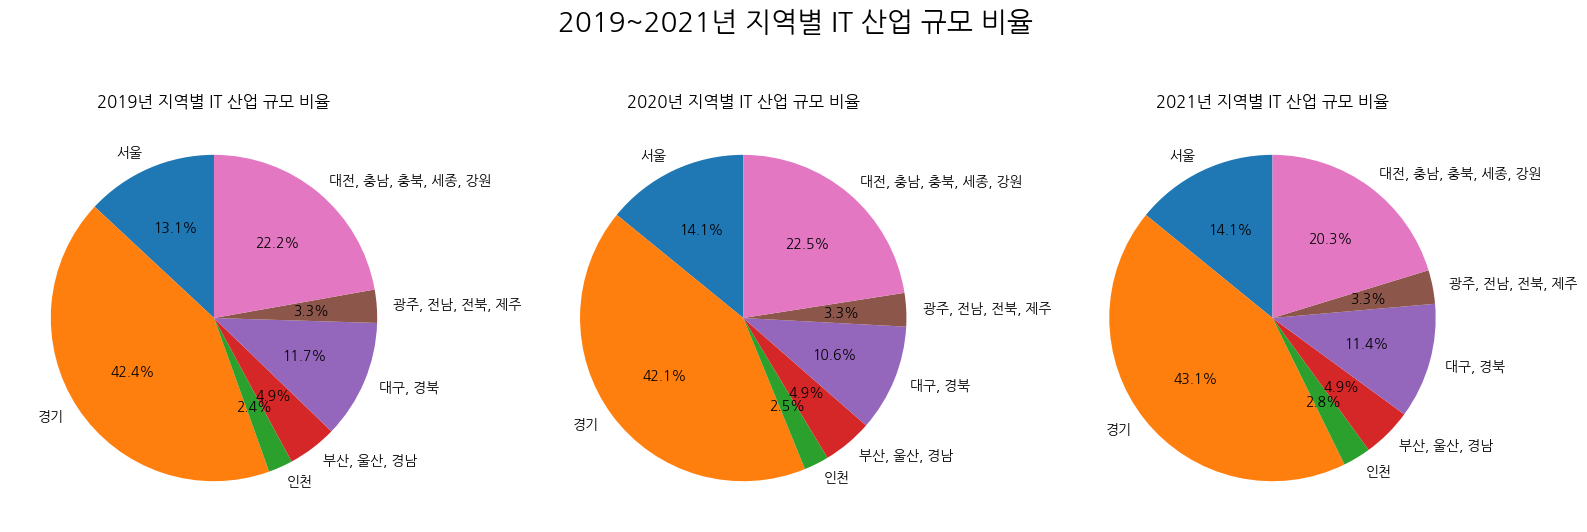 2019~2021년 지역별 IT 산업 규모 비율
2019년 지역별 IT 산업 규모 비율
서울
대전, 충남, 충북, 세종, 강원
13.1%
22.2%
광주, 전남, 전북, 제주
3.3%
11.7%
42.4%
대구, 경북
4.9%
2.4%
경기
부산, 울산, 경남
인천
2020년 지역별 IT 산업 규모 비율
서울
대전, 충남, 충북, 세종, 강원
14.1%
22.5%
광주, 전남, 전북, 제주
3.3%
10.6%
42.1%
대구, 경북
4.9%
2.5%
경기
부산, 울산, 경남
인천
2021년 지역별 IT 산업 규모 비율
서울
대전, 충남, 충북, 세종, 강원
14.1%
20.3%
광주, 전남, 전북, 제주
3.3%
11.4%
대구, 경북
43.1%
4.9%
2.8%
경기
부산, 울산, 경남
인천